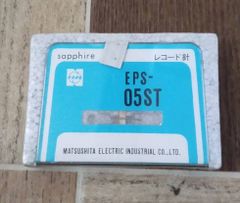 sapphire レコード針
EPS-
05ST
MATSUSHITA ELECTRIC INDUSTRIAL CO., LTD.